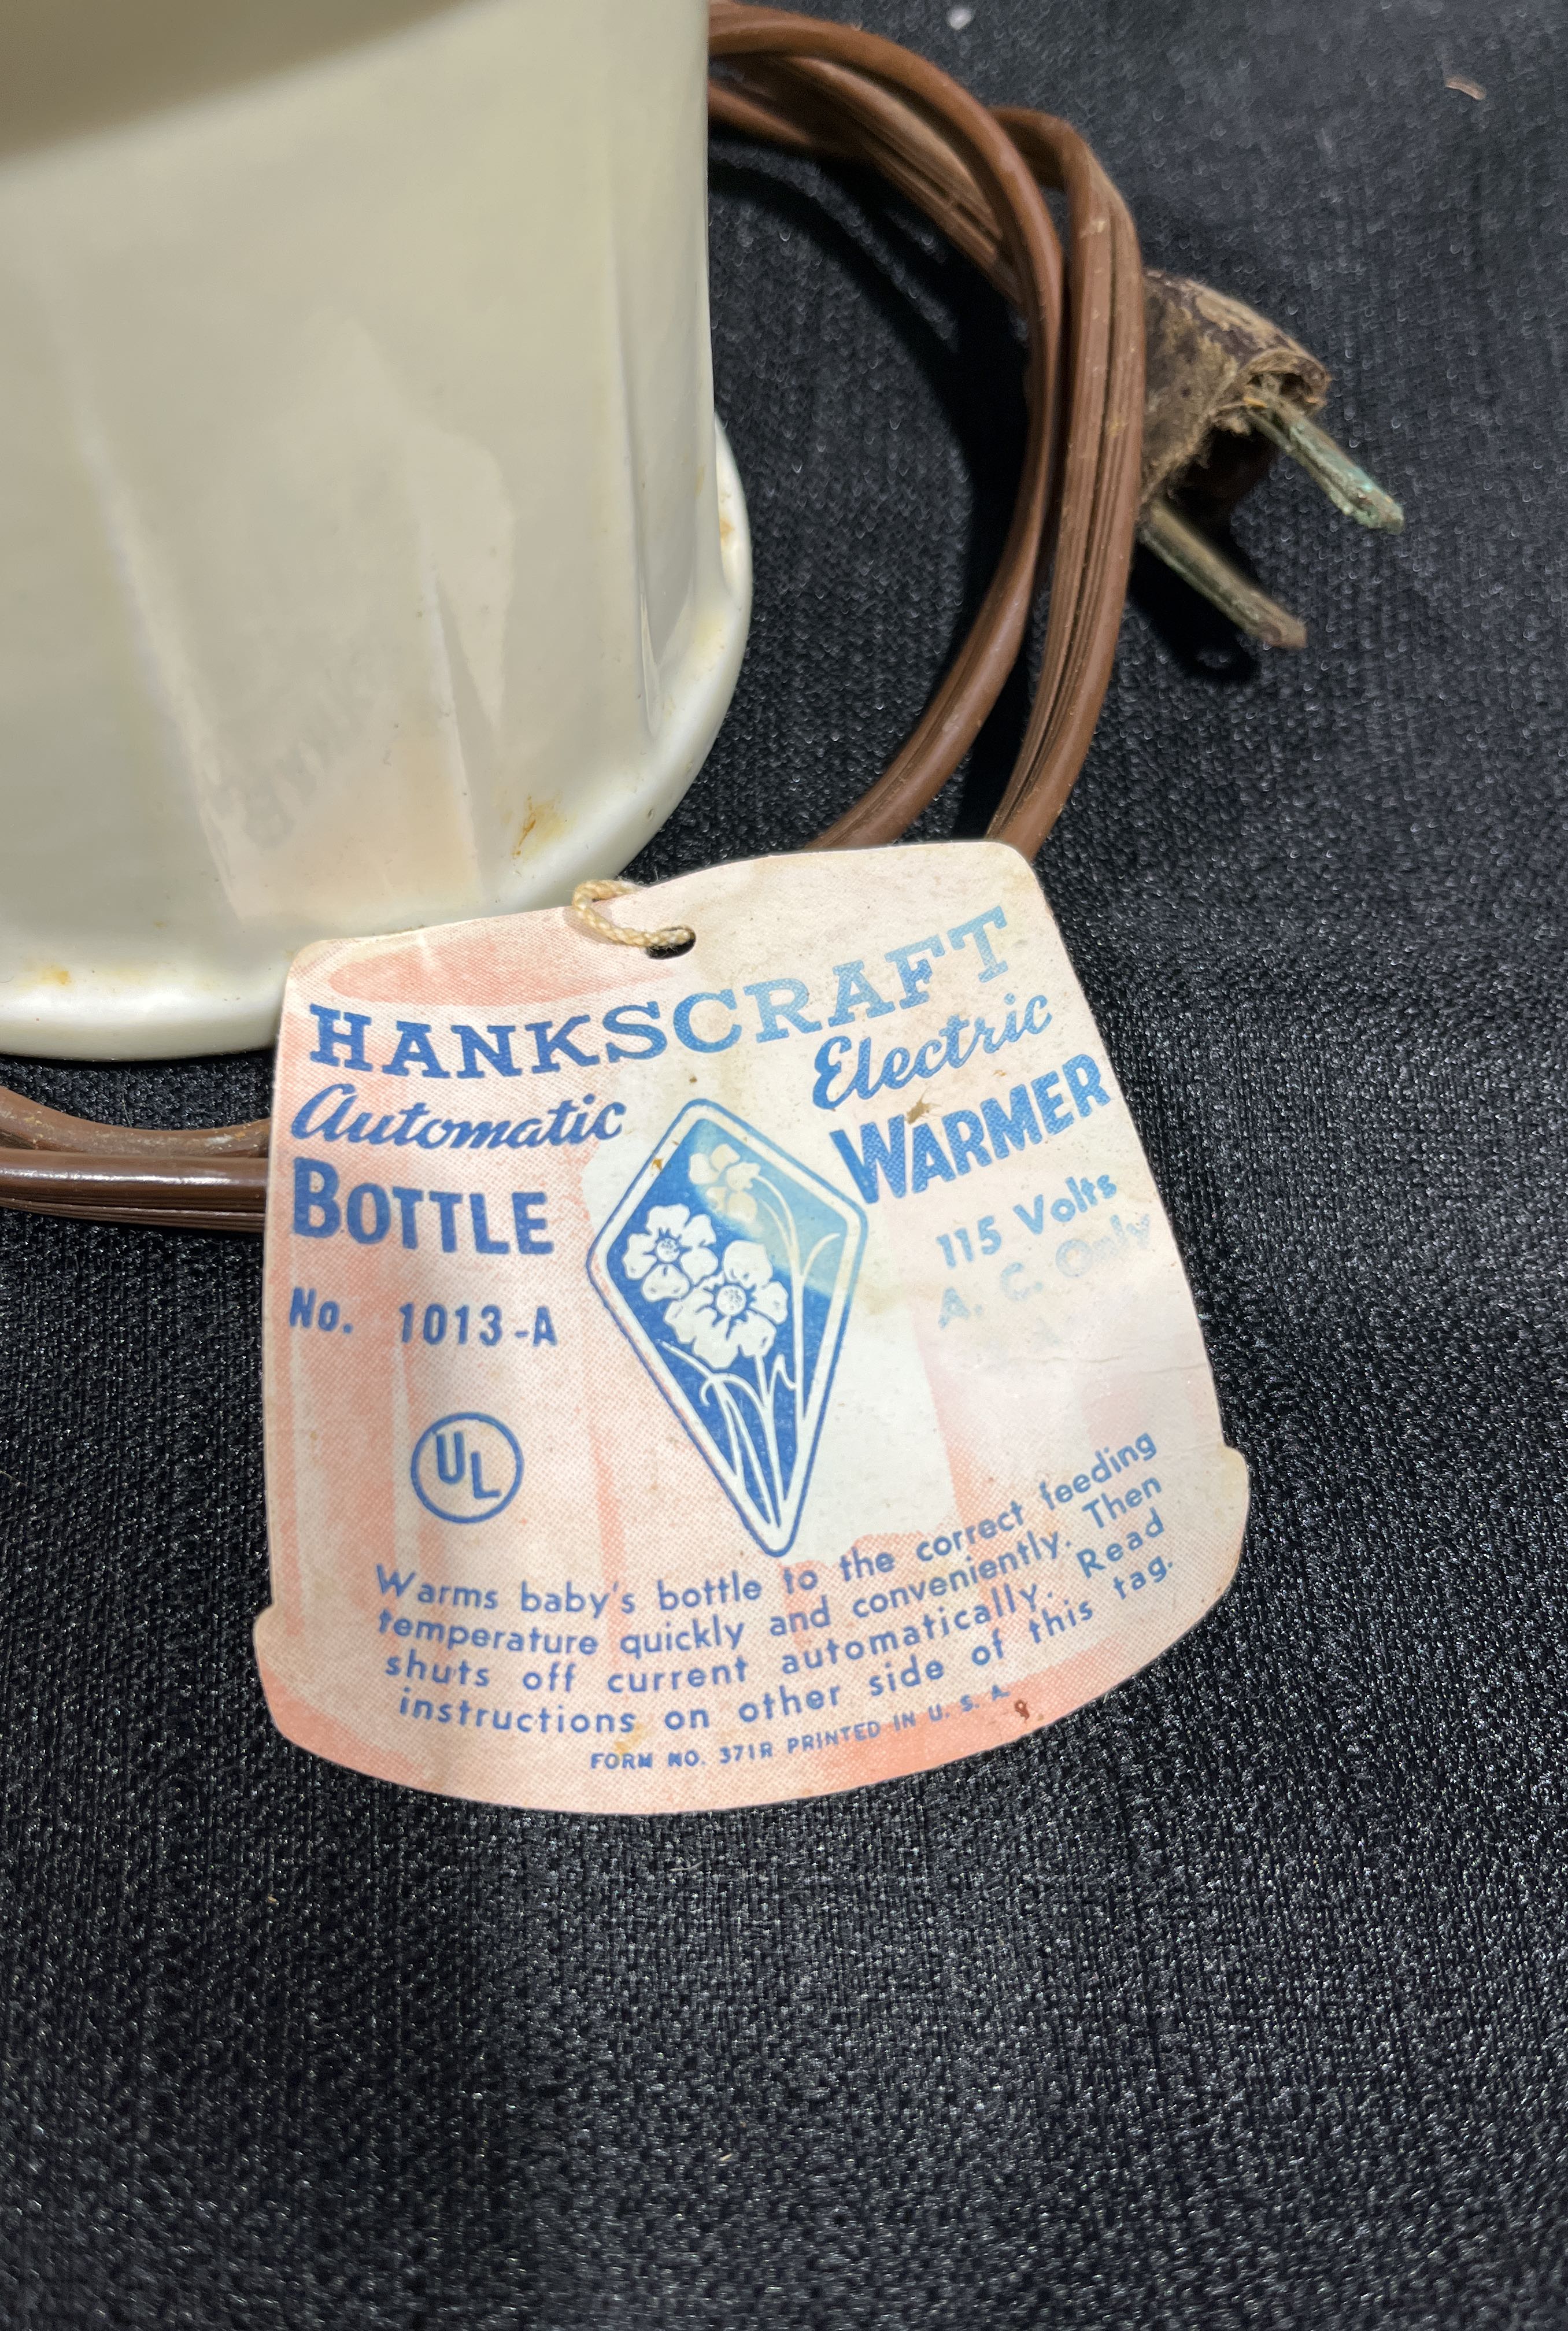 HANKSCRAFT
Automatic Electric
BOTTLE WARMER
No. 1013-A
115 Volts
A. C. Only
UL
Warms baby's bottle to the correct feeding
temperature quickly and conveniently. Then
shuts off current automatically. Read
instructions on other side of this tag.
FORM NO. 371R PRINTED IN U. S. A.